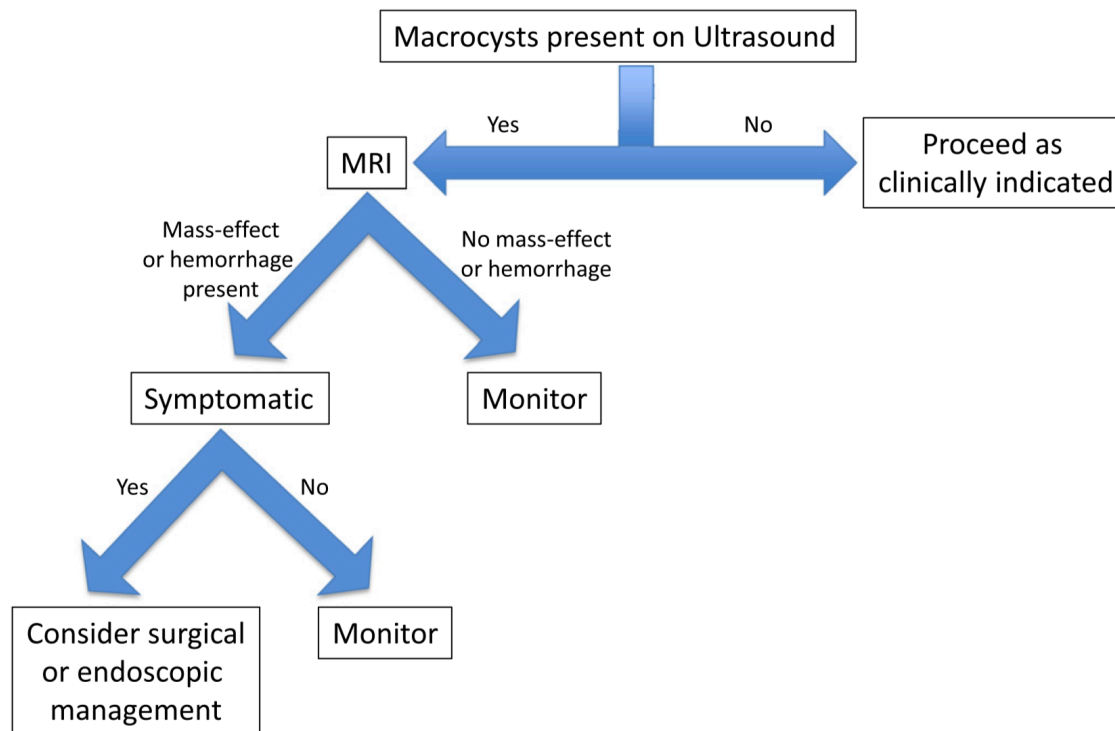 Macrocysts present on Ultrasound
Yes
No
MRI
Proceed as
clinically indicated
Mass-effect
or hemorrhage
present
No mass-effect
or hemorrhage
Symptomatic
Monitor
Yes
No
Consider surgical
or endoscopic
management
Monitor